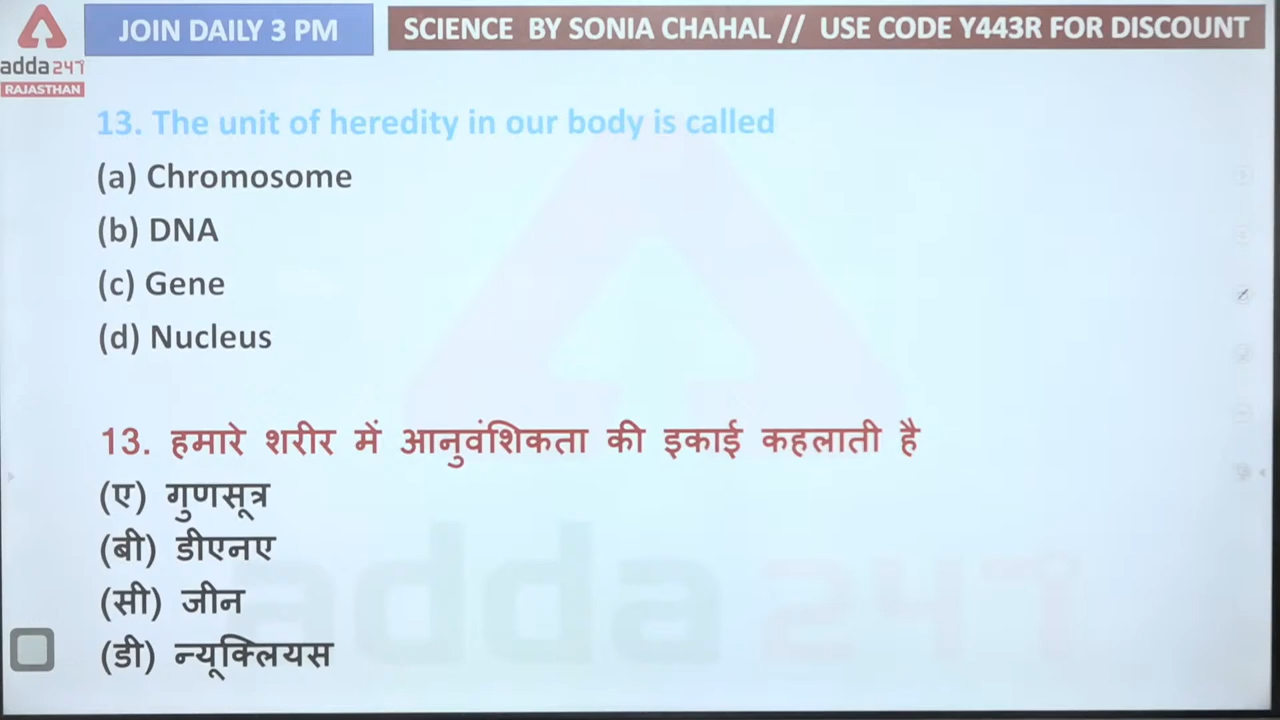 JOIN DAILY 3 PM
SCIENCE BY SONIA CHAHAL // USE CODE Y443R FOR DISCOUNT
adda247
RAJASTHAN
13. The unit of heredity in our body is called
(a) Chromosome
(b) DNA
(c) Gene
(d) Nucleus
13. हमारे शरीर में आनुवंशिकता की इकाई कहलाती है
(ए) गुणसूत्र
(बी) डीएनए
(सी) जीन
(डी) न्यूक्लियस
adda247